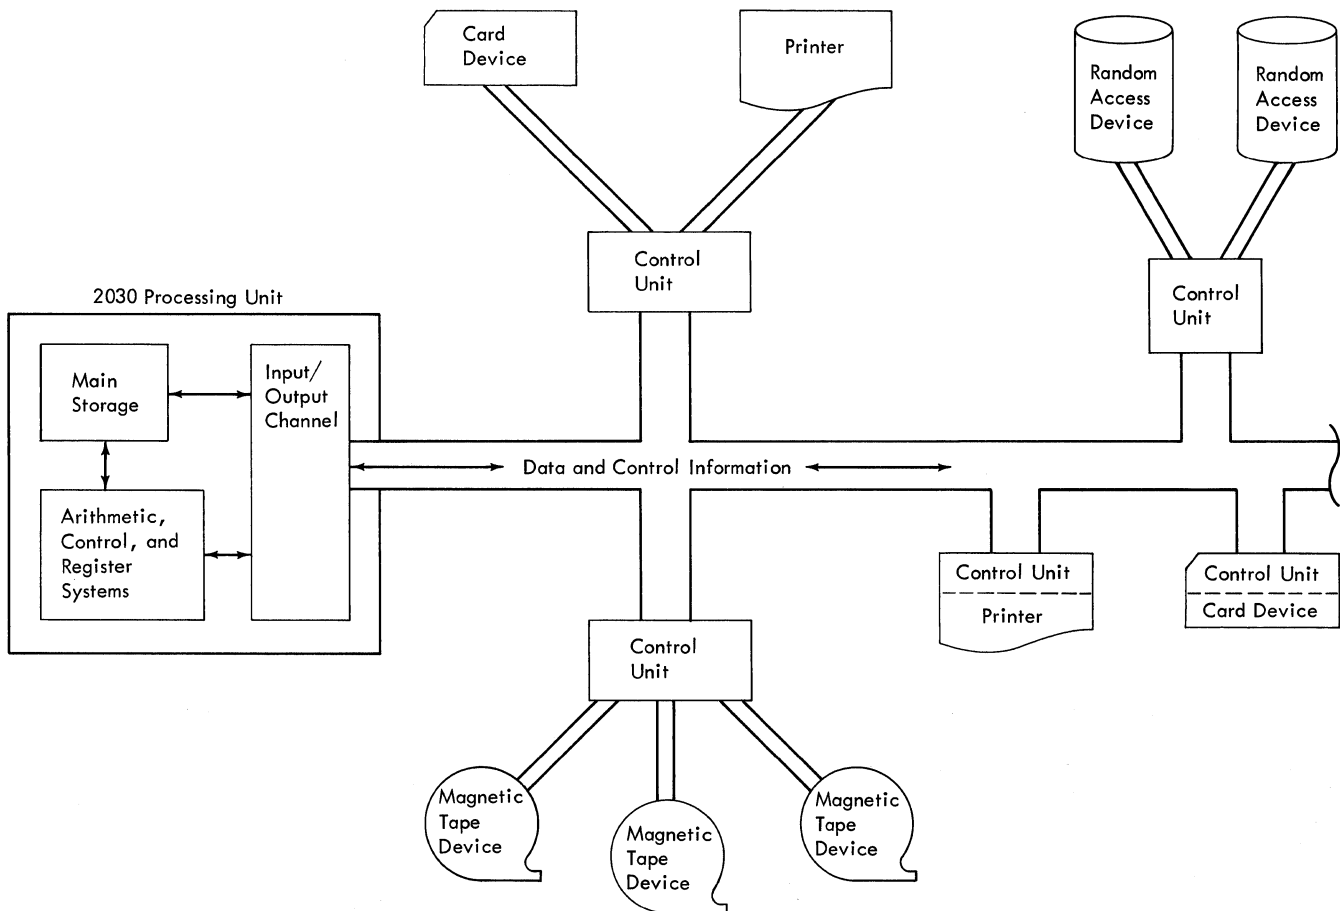 Card
Device
Printer
Random
Access
Device
Random
Access
Device
Control
Unit
Control
Unit
2030 Processing Unit
Main
Storage
Input/
Output
Channel
Data and Control Information
Arithmetic,
Control, and
Register
Systems
Control Unit
Printer
Control Unit
Card Device
Control
Unit
Magnetic
Tape
Device
Magnetic
Tape
Device
Magnetic
Tape
Device